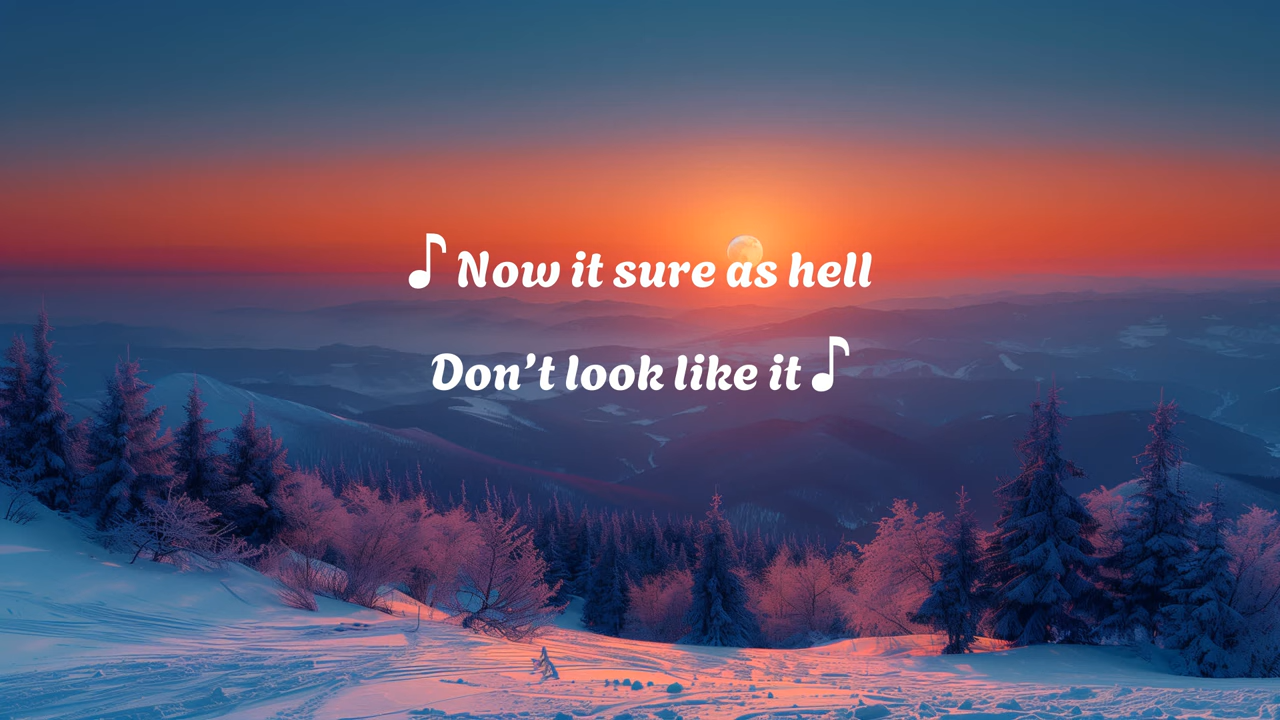 ♪ Now it sure as hell
Don’t look like it ♪